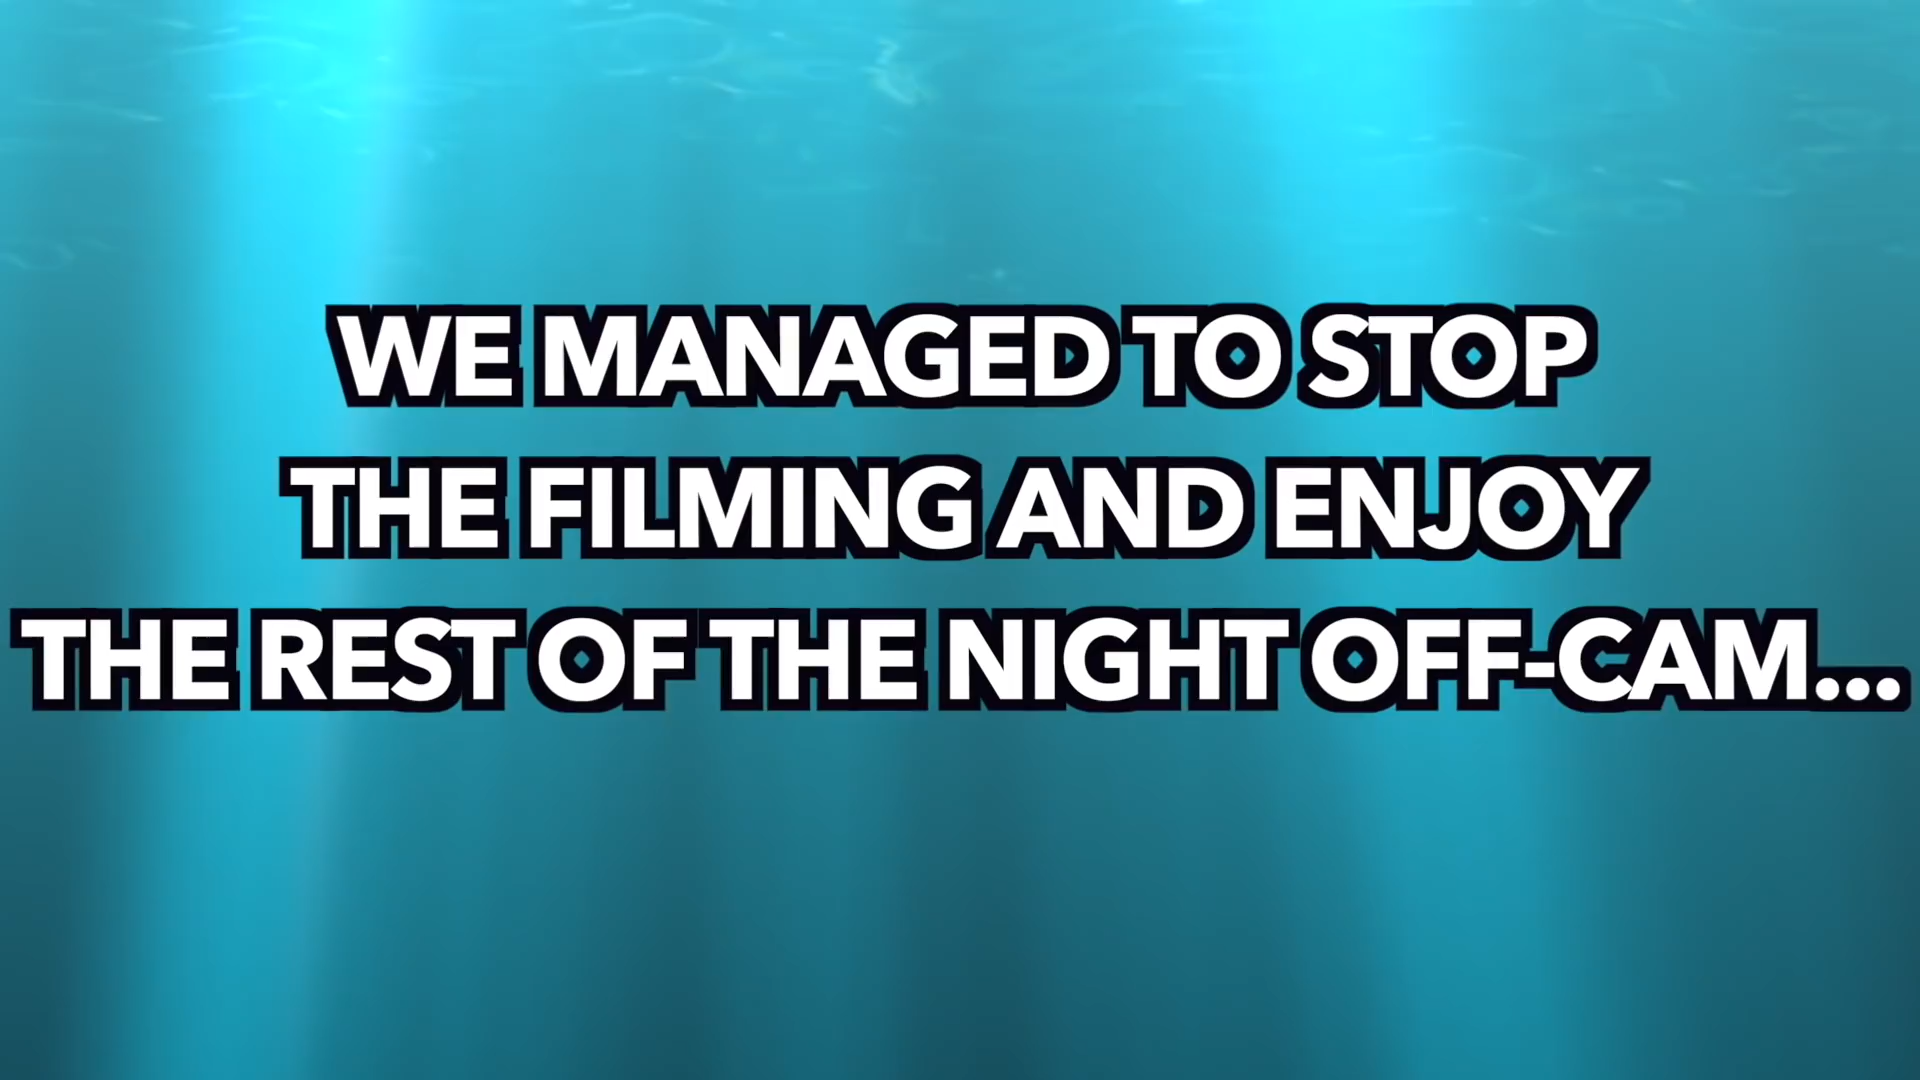 WE MANAGED TO STOP
THE FILMING AND ENJOY
THE REST OF THE NIGHT OFF-CAM...